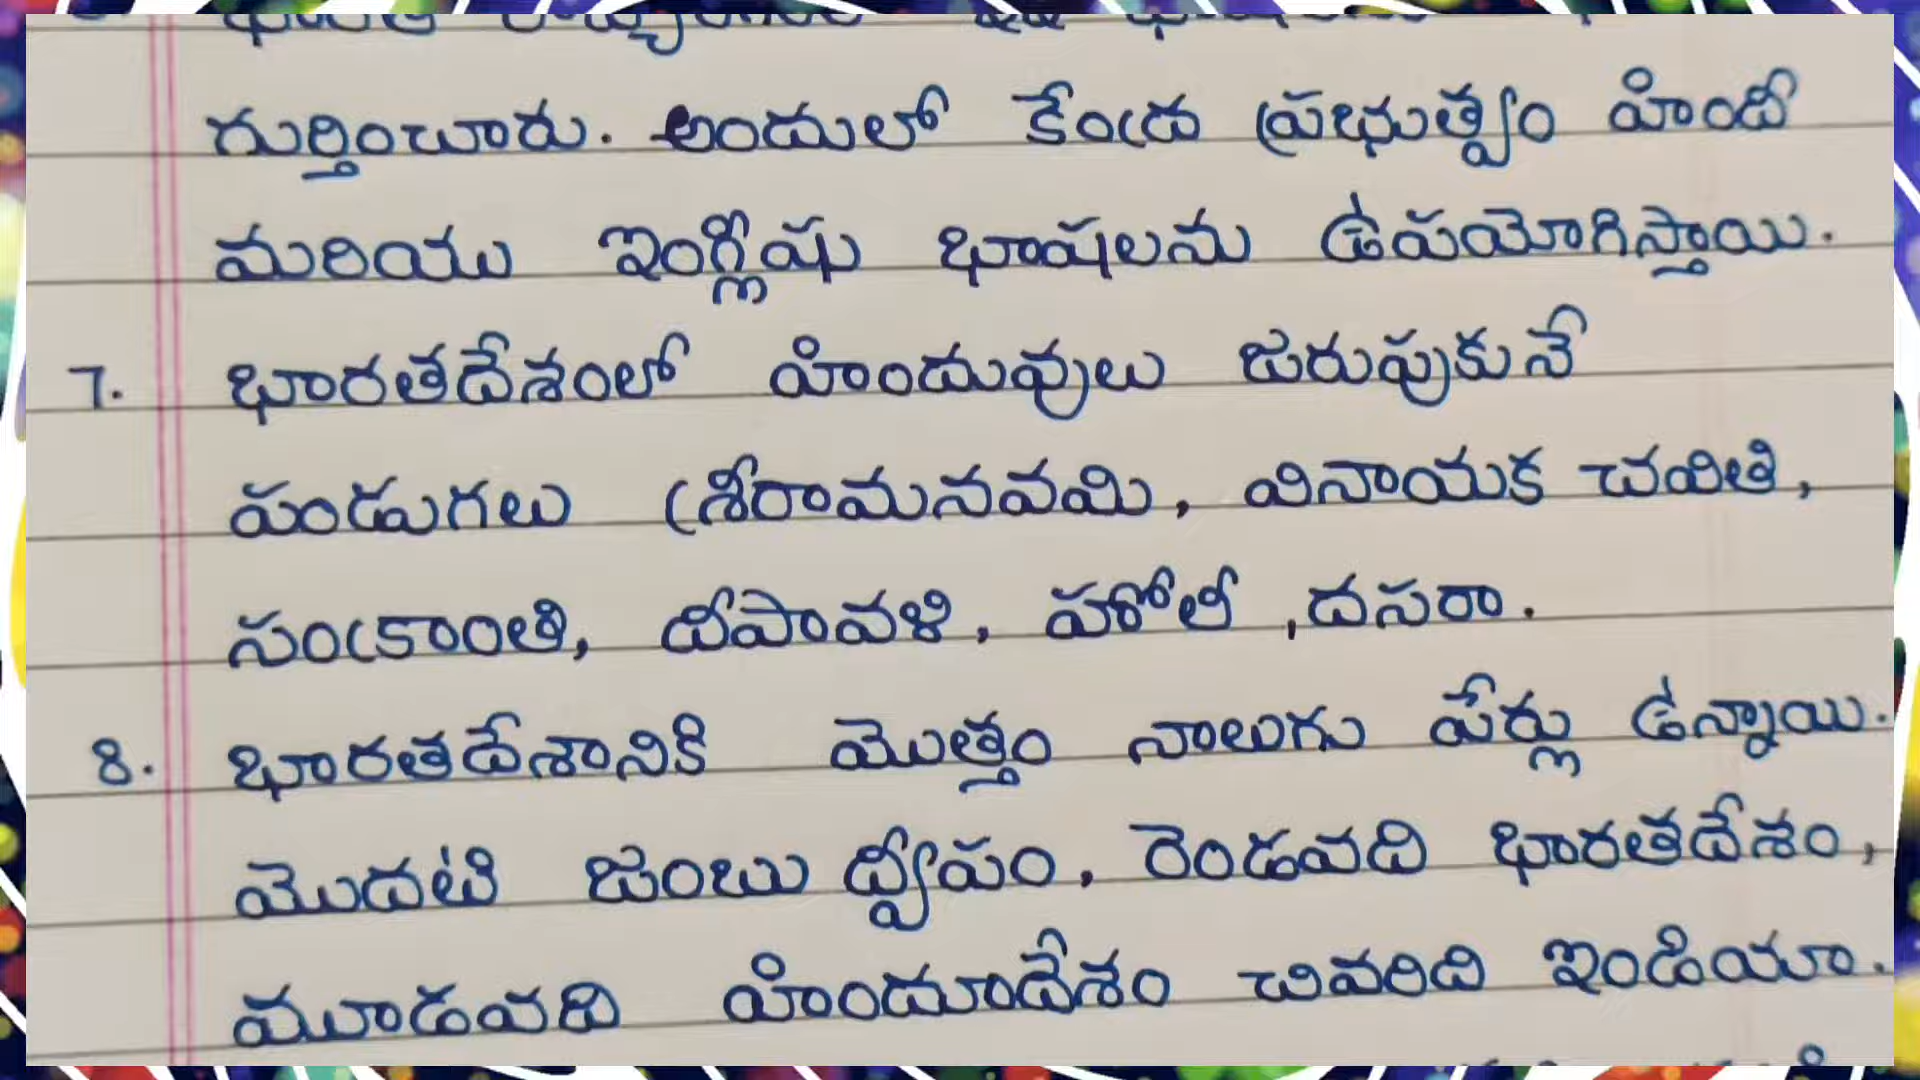 గుర్తించారు. అందులో కేంద్ర ప్రభుత్వం హిందీ
మరియు ఇంగ్లీషు భాషలను ఉపయోగిస్తాయి.
7. భారతదేశంలో హిందువులు జరుపుకునే
పండుగలు శ్రీరామనవమి, వినాయక చవితి,
సంక్రాంతి, దీపావళి, హోలీ ,దసరా.
8. భారతదేశానికి మొత్తం నాలుగు పేర్లు ఉన్నాయి.
మొదటి జంబు ద్వీపం, రెండవది భారతదేశం,
మూడవది హిందూదేశం చివరిది ఇండియా.